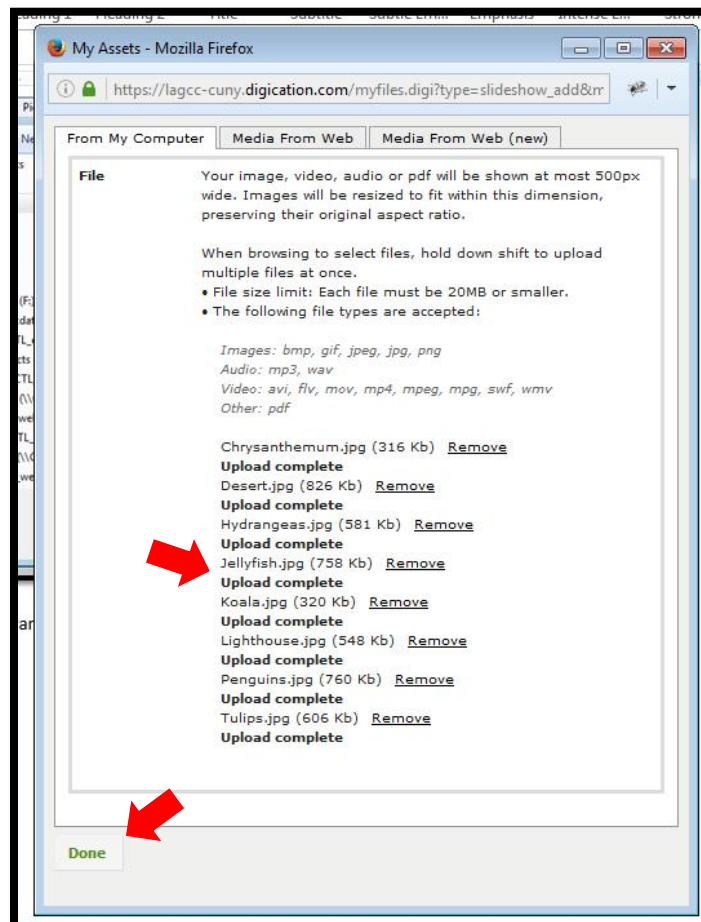 My Assets - Mozilla Firefox
https://lagcc-cuny.digication.com/myfiles.digi?type=slideshow_add&m
From My Computer Media From Web Media From Web (new)
File
Your image, video, audio or pdf will be shown at most 500px
wide. Images will be resized to fit within this dimension,
preserving their original aspect ratio.
When browsing to select files, hold down shift to upload
multiple files at once.
• File size limit: Each file must be 20MB or smaller.
• The following file types are accepted:
Images: bmp, gif, jpeg, jpg, png
Audio: mp3, wav
Video: avi, flv, mov, mp4, mpeg, mpg, swf, wmv
Other: pdf
Chrysanthemum.jpg (316 Kb) Remove
Upload complete
Desert.jpg (826 Kb) Remove
Upload complete
Hydrangeas.jpg (581 Kb) Remove
Upload complete
Jellyfish.jpg (758 Kb) Remove
Upload complete
Koala.jpg (320 Kb) Remove
Upload complete
Lighthouse.jpg (548 Kb) Remove
Upload complete
Penguins.jpg (760 Kb) Remove
Upload complete
Tulips.jpg (606 Kb) Remove
Upload complete
Done